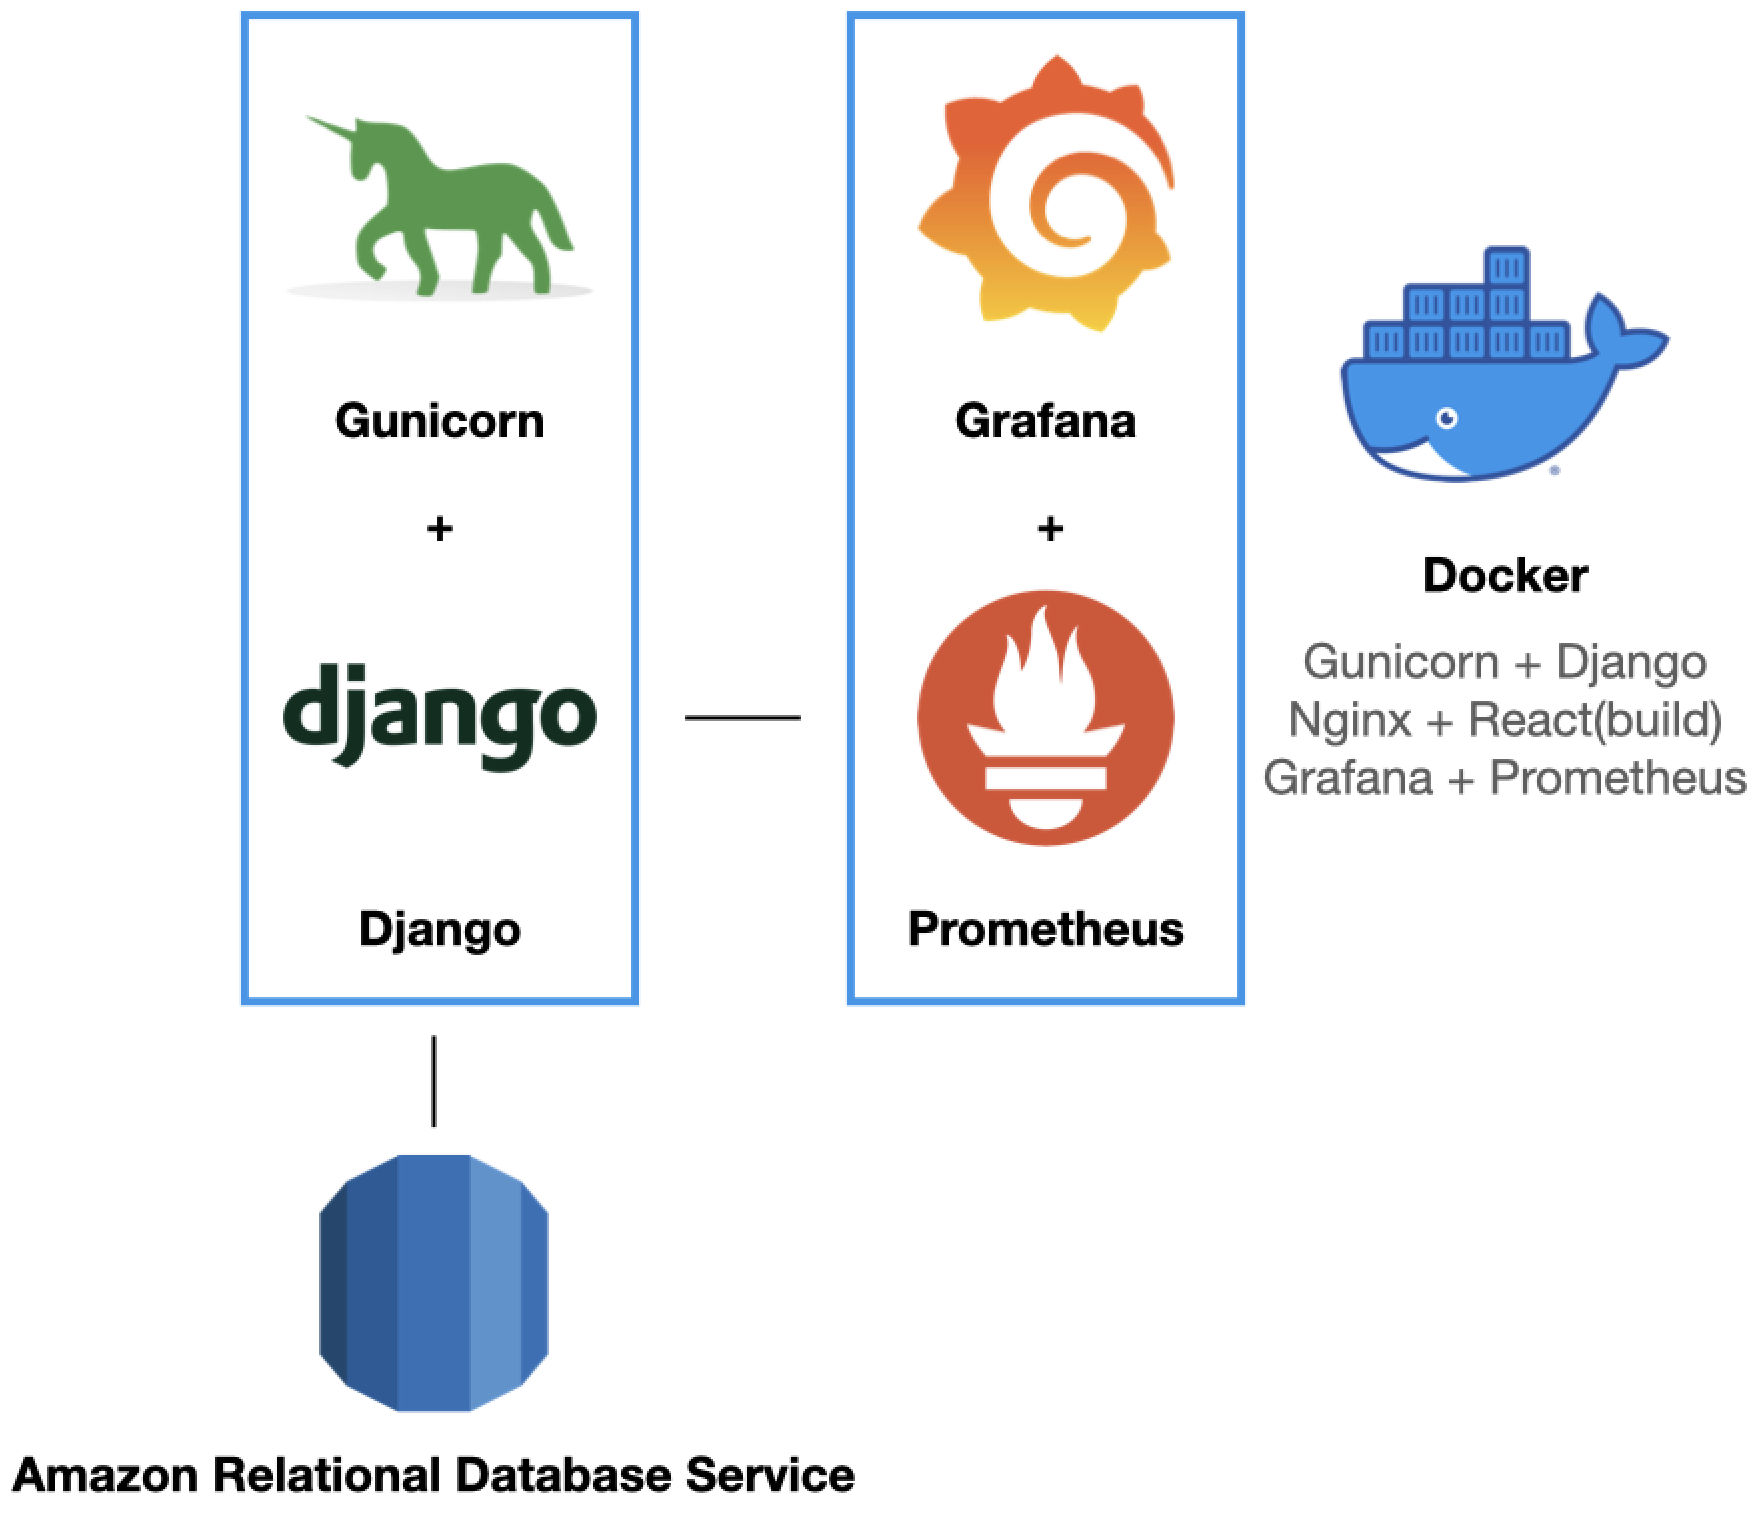 Gunicorn
+
django
Django
Grafana
+
Prometheus
Docker
Gunicorn + Django
Nginx + React(build)
Grafana + Prometheus
Amazon Relational Database Service